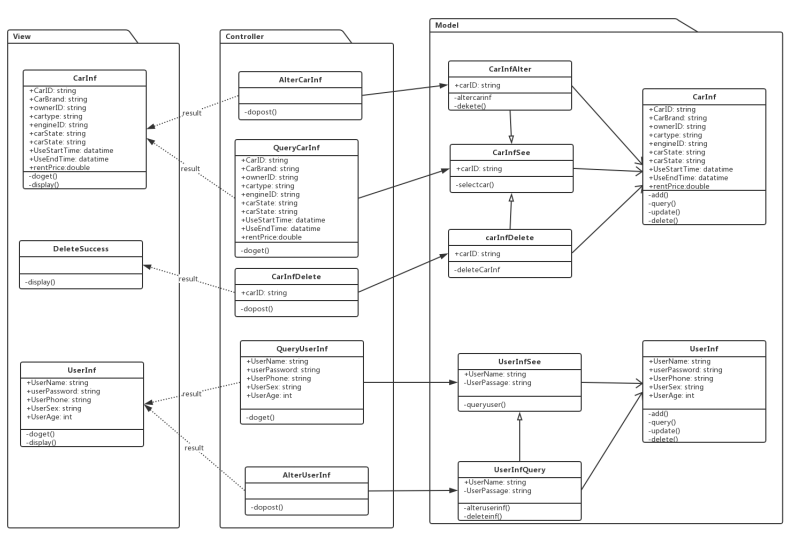 View
CarInf
+CarID: string
+CarBrand: string
+ownerID: string
+cartype: string
+engineID: string
+carState: string
+carState: string
+UseStartTime: datatime
+UseEndTime: datatime
+rentPrice:double
-doget()
-display()
DeleteSuccess
-display()
UserInf
+UserName: string
+userPassword: string
+UserPhone: string
+UserSex: string
+UserAge: int
-doget()
-display()
result
result
result
result
result
Controller
AlterCarInf
-dopost()
QueryCarInf
+CarID: string
+CarBrand: string
+ownerID: string
+cartype: string
+engineID: string
+carState: string
+carState: string
+UseStartTime: datatime
+UseEndTime: datatime
+rentPrice:double
-doget()
CarInfDelete
+carID: string
-dopost()
QueryUserInf
+UserName: string
+userPassword: string
+UserPhone: string
+UserSex: string
+UserAge: int
-doget()
AlterUserInf
-dopost()
Model
CarInfAlter
+carID: string
-altercarinf
-dekete()
CarInfSee
+carID: string
-selectcar()
carInfDelete
+carID: string
-deleteCarInf
UserInfSee
+UserName: string
-UserPassage: string
-queryuser()
UserInfQuery
+UserName: string
-UserPassage: string
-alteruserinf()
-deleteinf()
CarInf
+CarID: string
+CarBrand: string
+ownerID: string
+cartype: string
+engineID: string
+carState: string
+carState: string
+UseStartTime: datatime
+UseEndTime: datatime
+rentPrice:double
-add()
-query()
-update()
-delete()
UserInf
+UserName: string
+userPassword: string
+UserPhone: string
+UserSex: string
+UserAge: int
-add()
-query()
-update()
-delete()